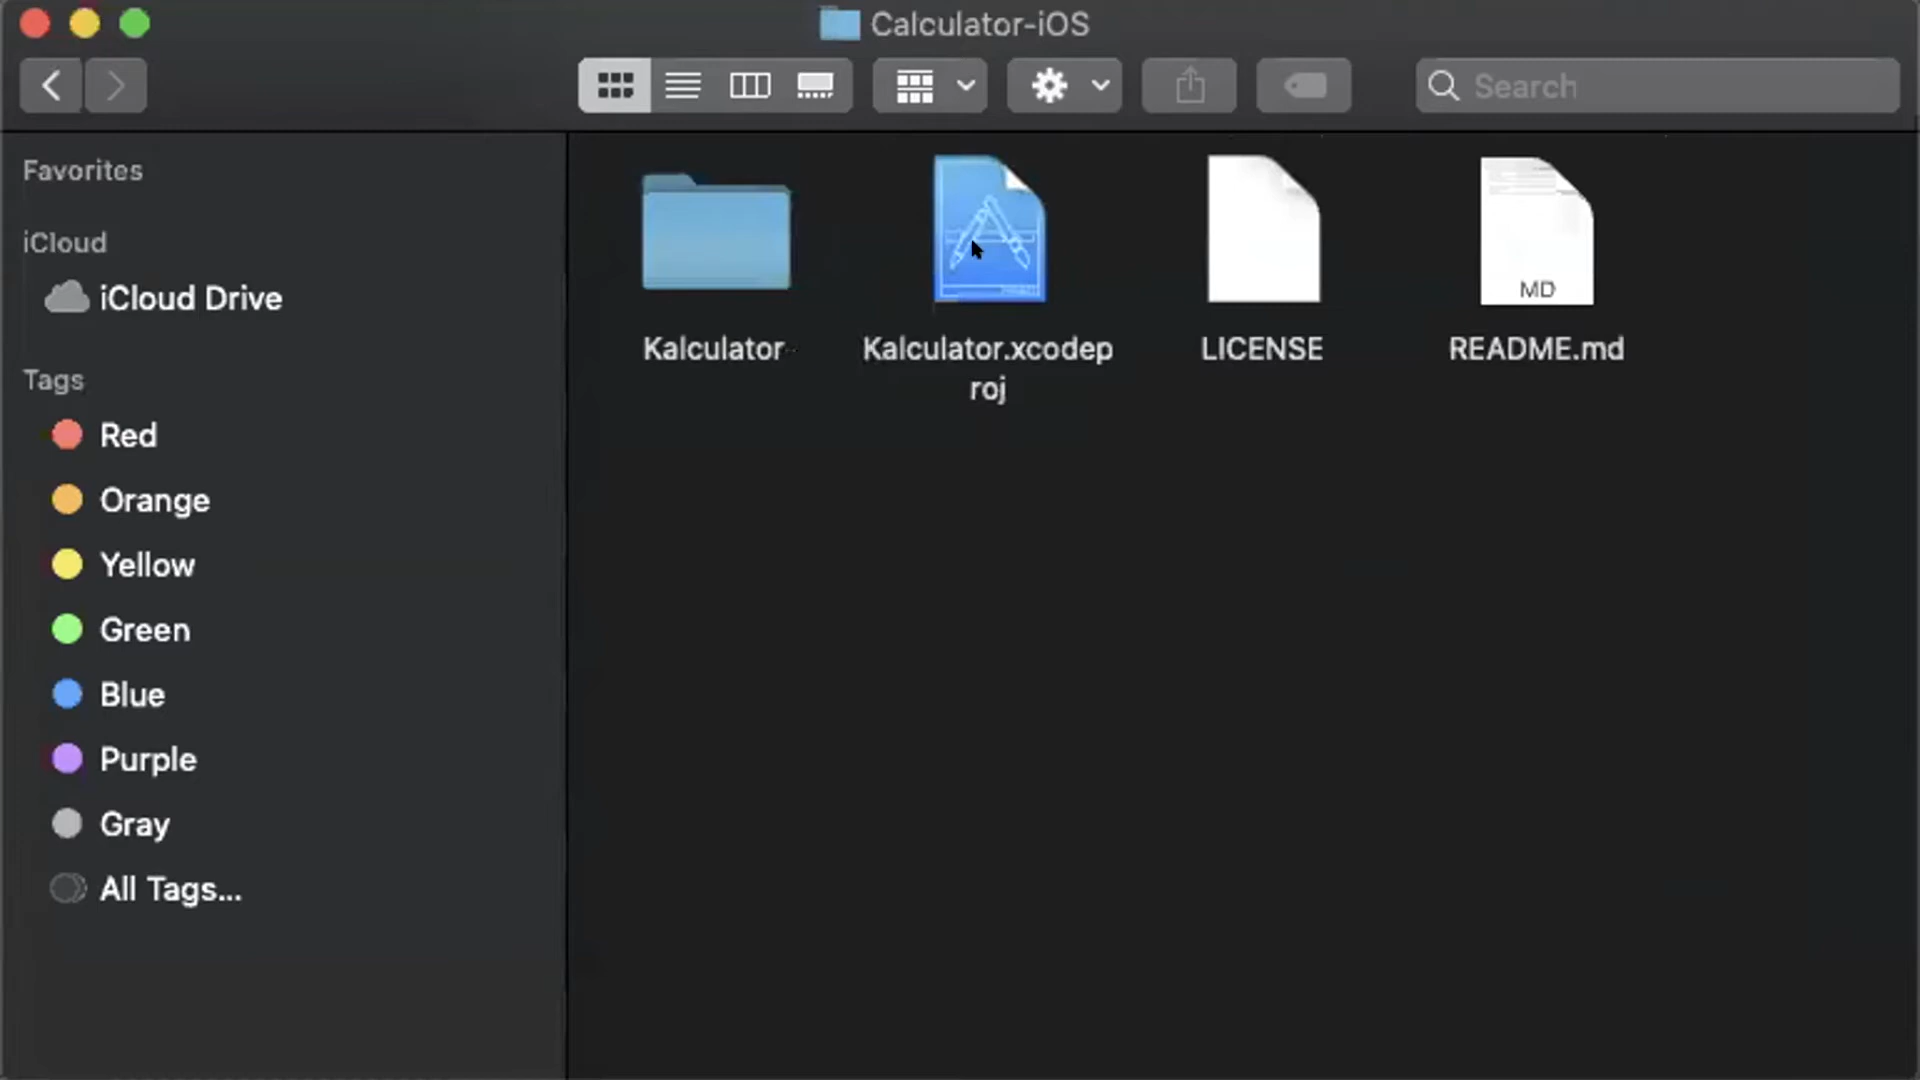 Calculator-iOS
Search
Favorites
iCloud
iCloud Drive
Tags
Red
Orange
Yellow
Green
Blue
Purple
Gray
All Tags...
Kalculator
Kalculator.xcodep
roj
LICENSE
MD
README.md